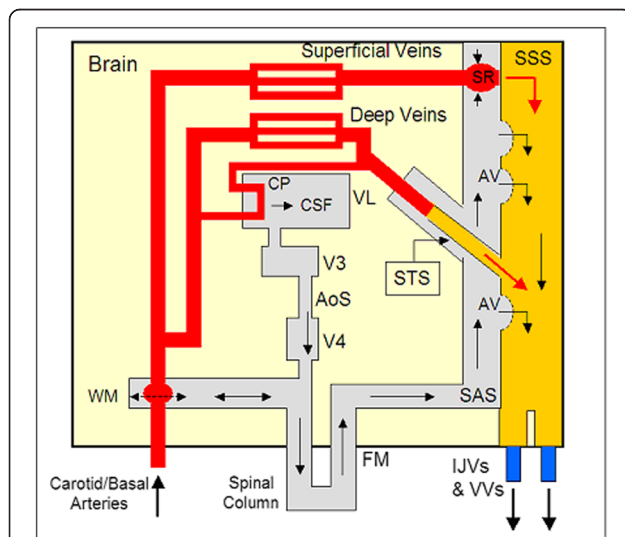 Brain
Superficial Veins
SSS
SR
Deep Veins
CP
CSF
VL
AV
V3
STS
AoS
AV
V4
WM
SAS
FM
Carotid/Basal
Arteries
Spinal
Column
IJVs
& VVs